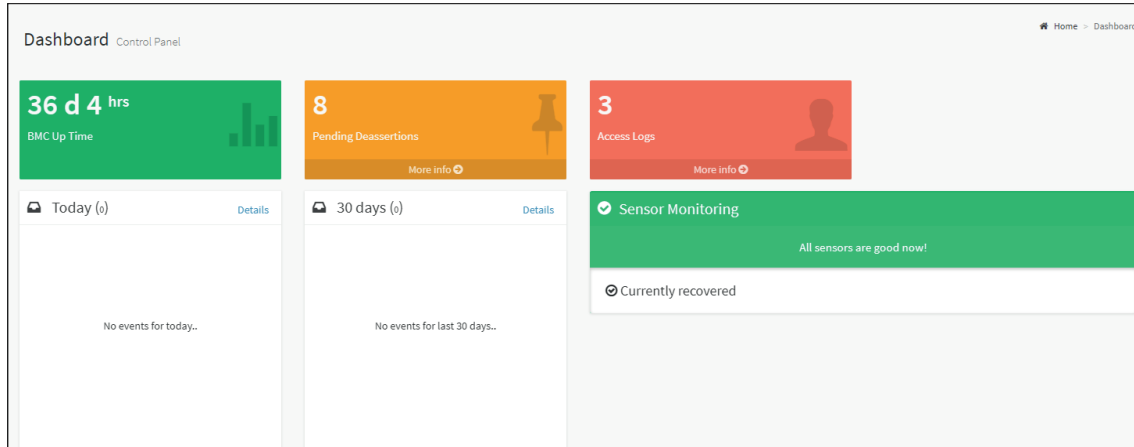 Dashboard Control Panel
Home > Dashboard
36 d 4 hrs
BMC Up Time
8
Pending Deassertions
More info
3
Access Logs
More info
Today (0)
Details
No events for today..
30 days (0)
Details
No events for last 30 days..
Sensor Monitoring
All sensors are good now!
Currently recovered